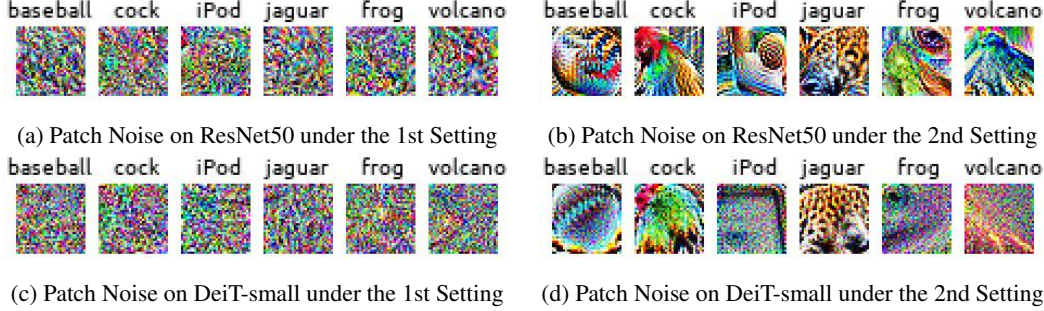 baseball cock iPod jaguar frog volcano
baseball cock iPod jaguar frog volcano
(a) Patch Noise on ResNet50 under the 1st Setting
(b) Patch Noise on ResNet50 under the 2nd Setting
baseball cock iPod jaguar frog volcano
baseball cock iPod jaguar frog volcano
(c) Patch Noise on DeiT-small under the 1st Setting
(d) Patch Noise on DeiT-small under the 2nd Setting